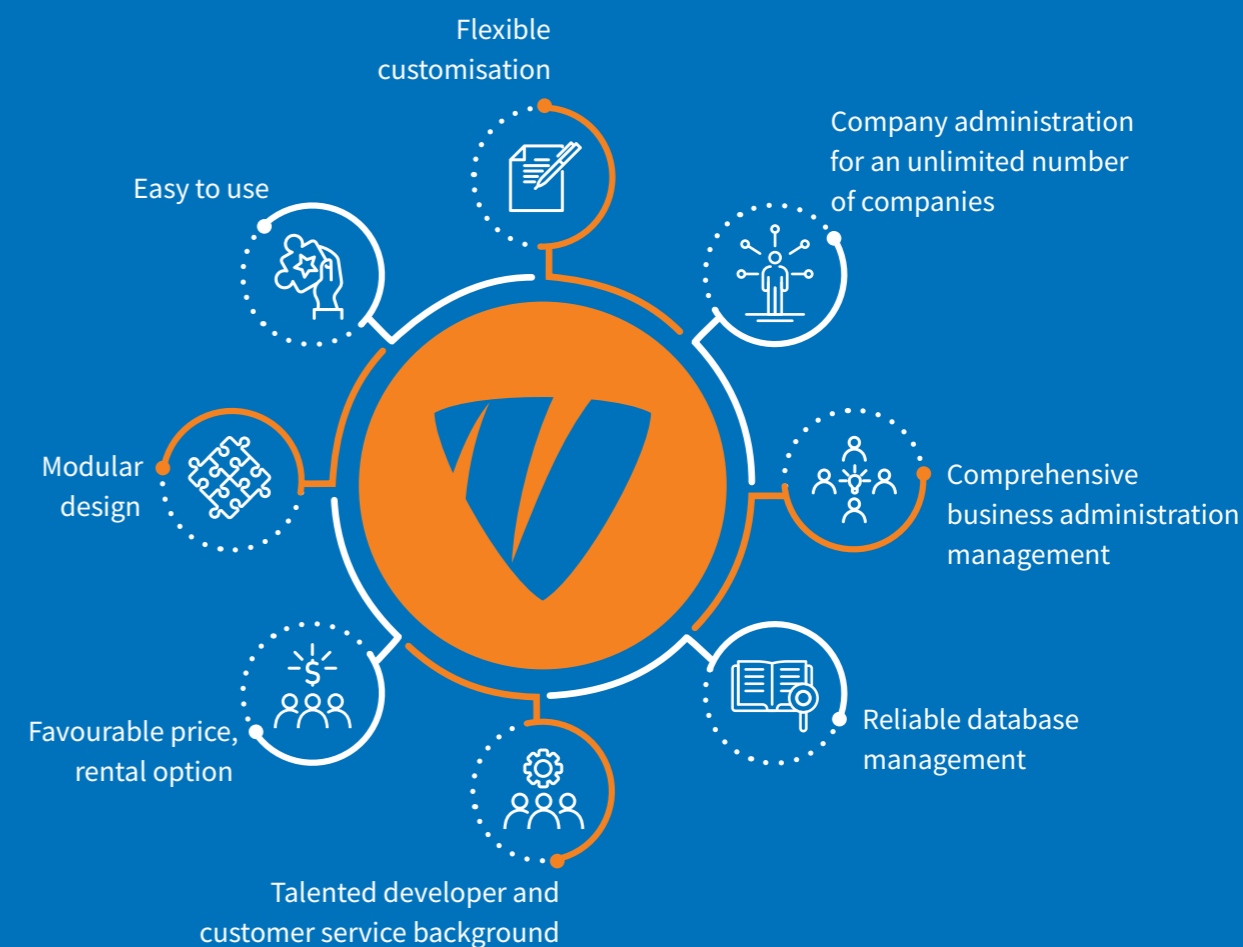 Flexible
customisation
Company administration
for an unlimited number
of companies
Easy to use
Modular
design
Comprehensive
business administration
management
Favourable price,
rental option
Reliable database
management
Talented developer and
customer service background